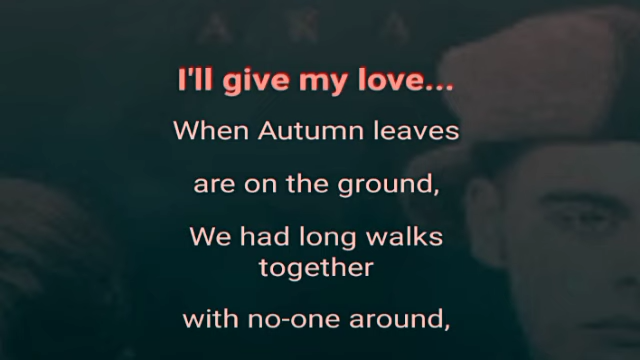 A R A
I'll give my love...
When Autumn leaves
are on the ground,
We had long walks
together
with no-one around,